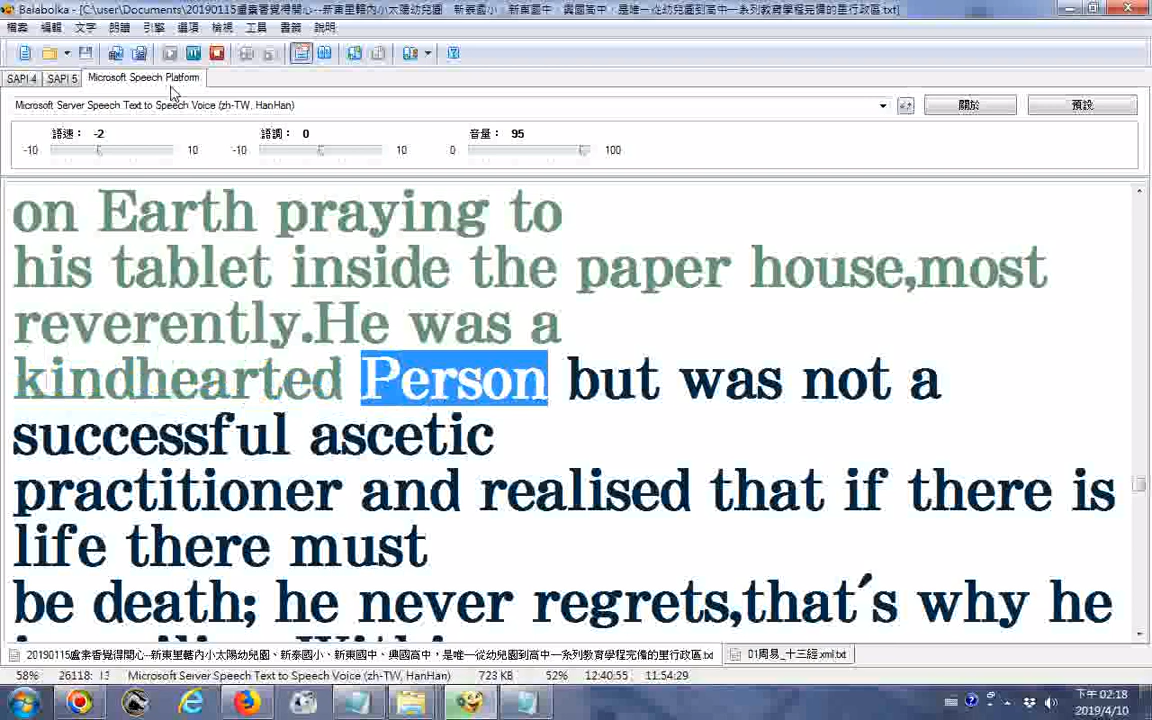 Balabolka - [C:\user\Documents\20190115盧彙香覺得開心--新東里轄內小太陽幼兒園、新泰國小、新東國中、興國高中，是唯一從幼兒園到高中一系列教育學程完備的里行政區.txt]
檔案 編輯 文字 朗讀 引擎 選項 檢視 工具 書籤 說明
SAPI 4 SAPI 5 Microsoft Speech Platform
Microsoft Server Speech Text to Speech Voice (zh-TW, HanHan) 關於 預設
語速： -2 語調： 0 音量： 95
-10 10 -10 10 0 100
on Earth praying to
his tablet inside the paper house,most
reverently.He was a
kindhearted Person but was not a
successful ascetic
practitioner and realised that if there is
life there must
be death; he never regrets,that's why he
20190115盧彙香覺得開心--新東里轄內小太陽幼兒園、新泰國小、新東國中、興國高中，是唯一從幼兒園到高中一系列教育學程完備的里行政區.txt 01周易_十三經.xml.txt
58% 26118: Microsoft Server Speech Text to Speech Voice (zh-TW, HanHan) 723 KB 52% 12:40:55 11:54:29
下午 02:18
2019/4/10